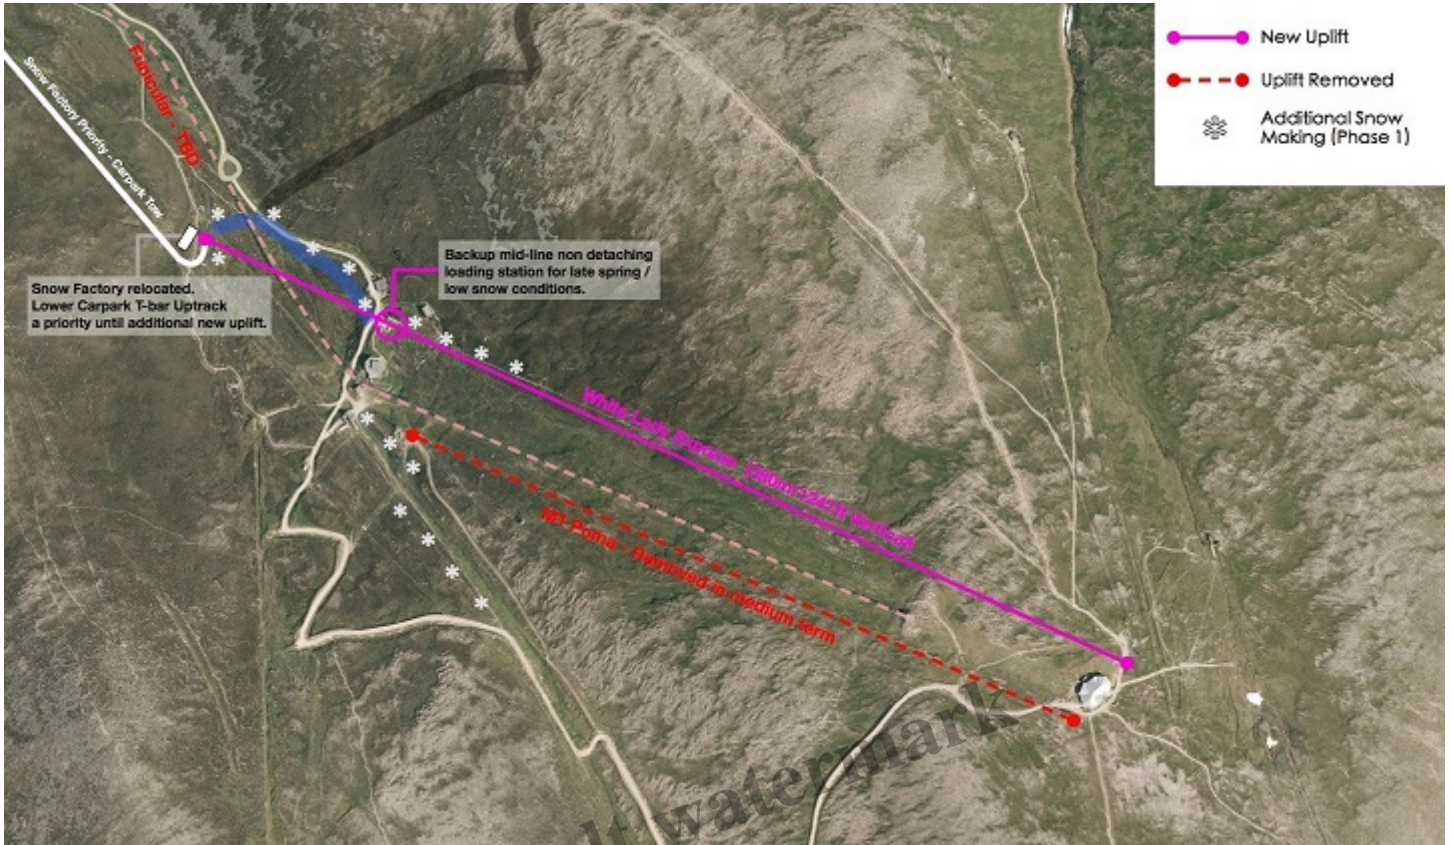 New Uplift
Uplift Removed
Additional Snow
Making (Phase 1)
Funicular - TBD
Snow Factory Priority - Carpark Tow
Backup mid-line non detaching
loading station for late spring /
low snow conditions.
Snow Factory relocated.
Lower Carpark T-bar Uptrack
a priority until additional new uplift.
White Lady Express
M1 Poma - Removed in medium term
watermark